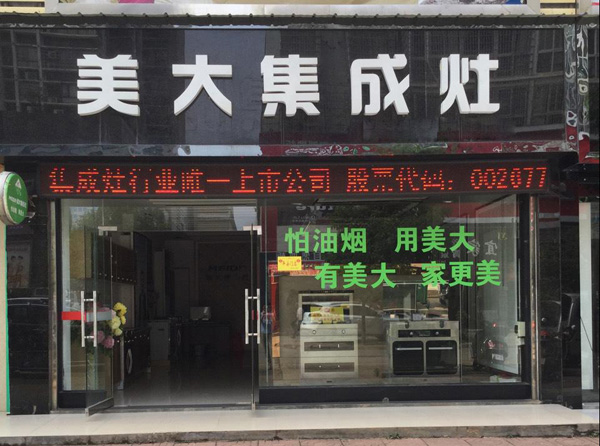 美大集成灶
集成灶行业唯一上市公司 股票代码：002677
怕油烟 用美大
有美大 家更美